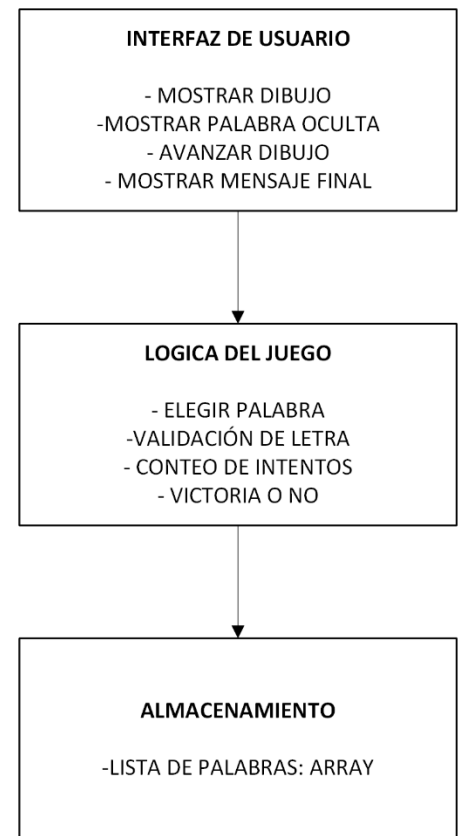 INTERFAZ DE USUARIO
- MOSTRAR DIBUJO
-MOSTRAR PALABRA OCULTA
- AVANZAR DIBUJO
- MOSTRAR MENSAJE FINAL
LOGICA DEL JUEGO
- ELEGIR PALABRA
-VALIDACIÓN DE LETRA
- CONTEO DE INTENTOS
- VICTORIA O NO
ALMACENAMIENTO
-LISTA DE PALABRAS: ARRAY